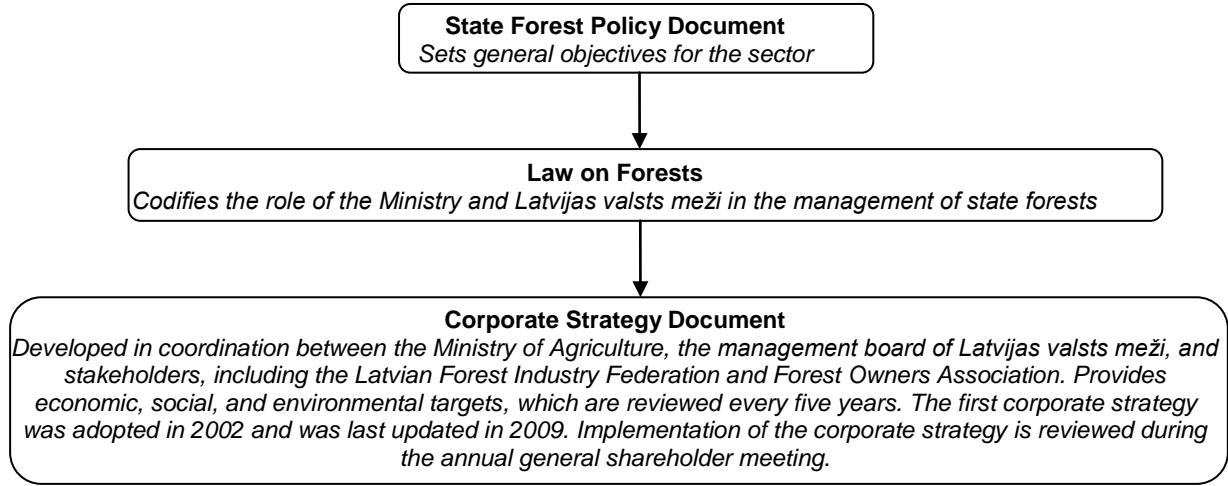 State Forest Policy Document
Sets general objectives for the sector
Law on Forests
Codifies the role of the Ministry and Latvijas valsts meži in the management of state forests
Corporate Strategy Document
Developed in coordination between the Ministry of Agriculture, the management board of Latvijas valsts meži, and
stakeholders, including the Latvian Forest Industry Federation and Forest Owners Association. Provides
economic, social, and environmental targets, which are reviewed every five years. The first corporate strategy
was adopted in 2002 and was last updated in 2009. Implementation of the corporate strategy is reviewed during
the annual general shareholder meeting.